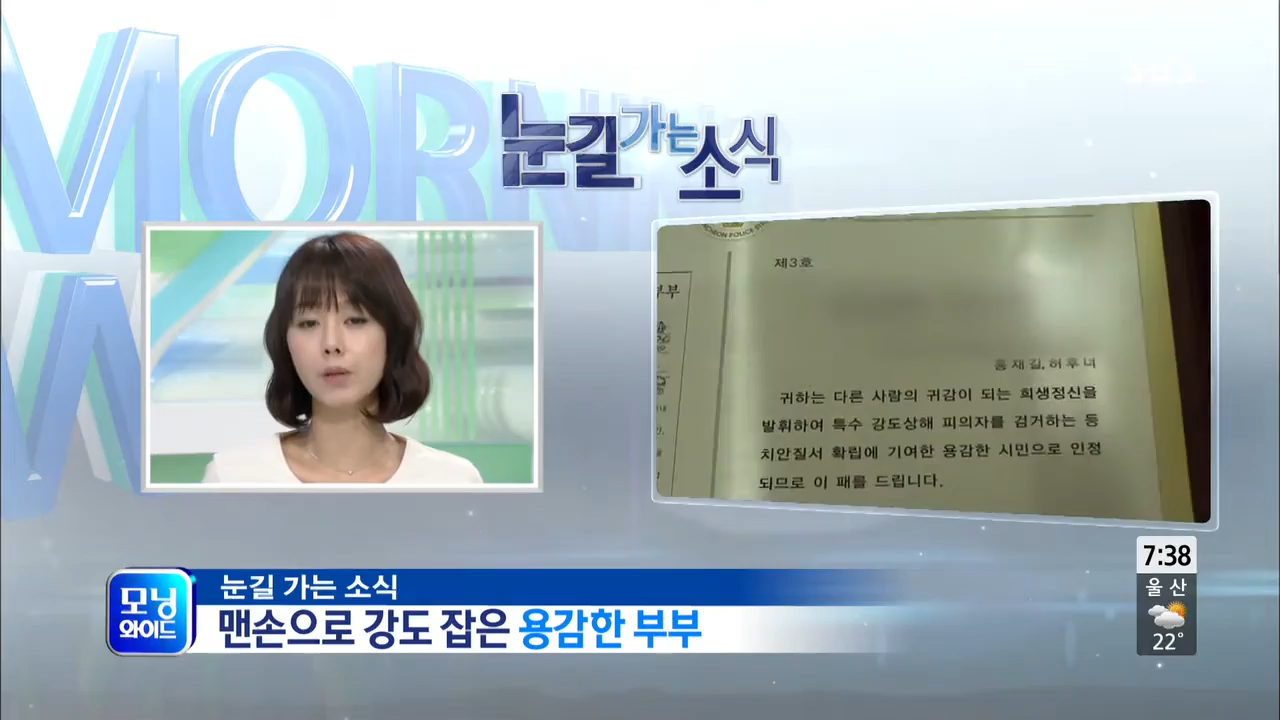 MORNIN
W
눈길 가는 소식
제3호
홍재길, 허후녀
귀하는 다른 사람의 귀감이 되는 희생정신을
발휘하여 특수 강도상해 피의자를 검거하는 등
치안질서 확립에 기여한 용감한 시민으로 인정
되므로 이 패를 드립니다.
부부
7:38
울산
22°
모닝
와이드
눈길 가는 소식
맨손으로 강도 잡은 용감한 부부